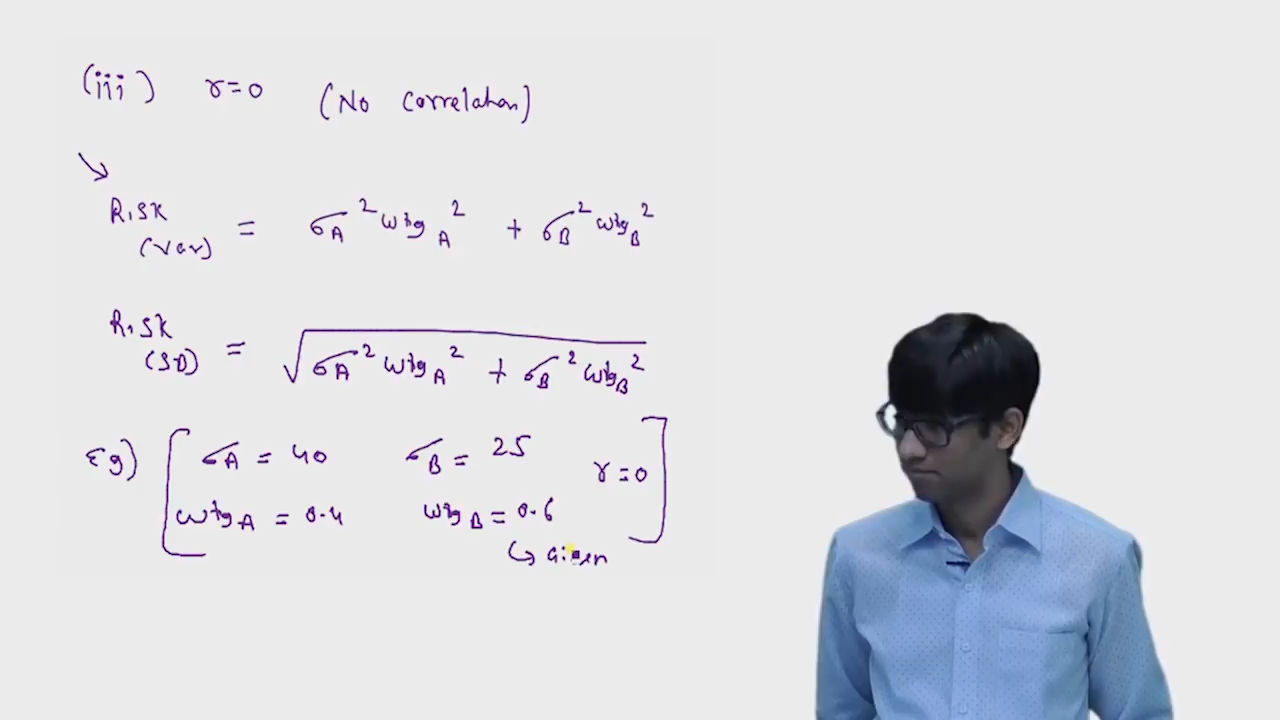 (iii) r=0 (No correlation)
Risk (Var) = σA² wtgA² + σB² wtgB²
Risk (SD) = √σA² wtgA² + σB² wtgB²
Eg) [σA = 40 σB = 25 r=0]
wtgA = 0.4 wtgB = 0.6
↳ Given